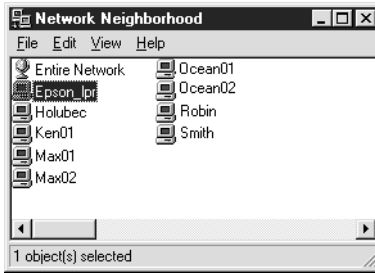 Network Neighborhood
File Edit View Help
Entire Network
Epson_lpr
Holubec
Ken01
Max01
Max02
Ocean01
Ocean02
Robin
Smith
1 object(s) selected